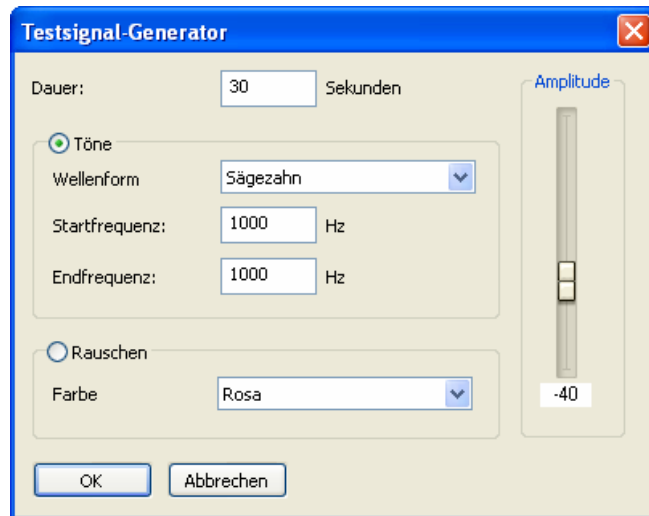 Testsignal-Generator
Dauer: 30 Sekunden
Amplitude
Töne
Wellenform Sägezahn
Startfrequenz: 1000 Hz
Endfrequenz: 1000 Hz
Rauschen
Farbe Rosa
-40
OK Abbrechen